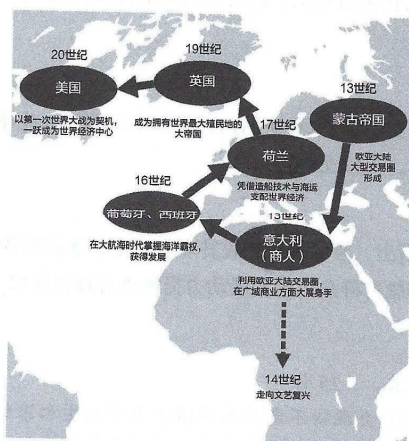 20世纪
美国
以第一次世界大战为契机，
一跃成为世界经济中心
19世纪
英国
成为拥有世界最大殖民地的
大帝国
13世纪
蒙古帝国
欧亚大陆
大型交易圈
形成
17世纪
荷兰
凭借造船技术与海运
支配世界经济
16世纪
葡萄牙、西班牙
在大航海时代掌握海洋霸权，
获得发展
13世纪
意大利
（商人）
利用欧亚大陆交易圈，
在广域商业方面大展身手
14世纪
走向文艺复兴